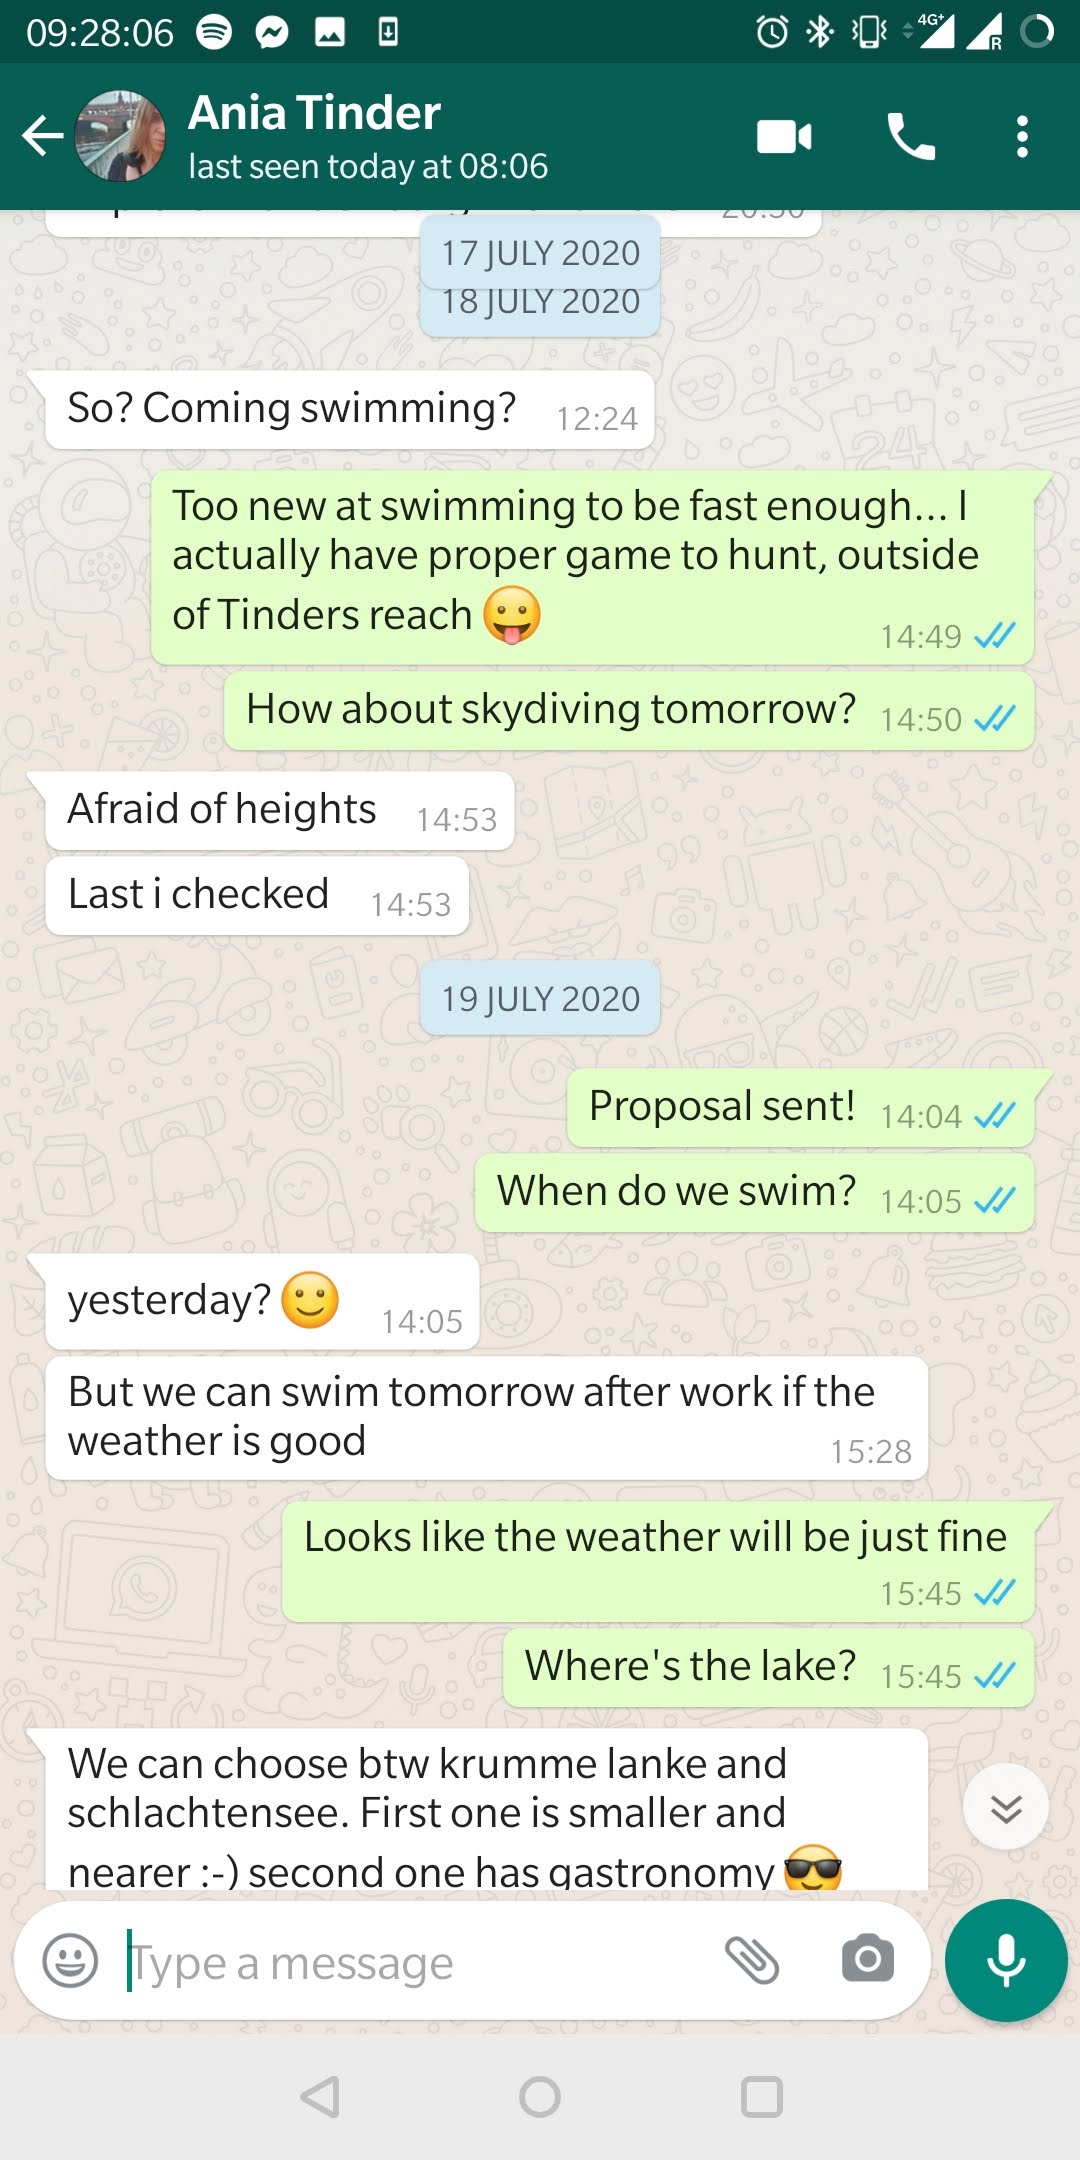 09:28:06
4G+
R
Ania Tinder
last seen today at 08:06
20:30
17 JULY 2020
18 JULY 2020
So? Coming swimming? 12:24
Too new at swimming to be fast enough... I
actually have proper game to hunt, outside
of Tinders reach 😛
14:49
How about skydiving tomorrow? 14:50
Afraid of heights 14:53
Last i checked 14:53
19 JULY 2020
Proposal sent! 14:04
When do we swim? 14:05
yesterday? 🙂 14:05
But we can swim tomorrow after work if the
weather is good 15:28
Looks like the weather will be just fine
15:45
Where's the lake? 15:45
We can choose btw krumme lanke and
schlachtensee. First one is smaller and
nearer :-) second one has gastronomy 😎
Type a message